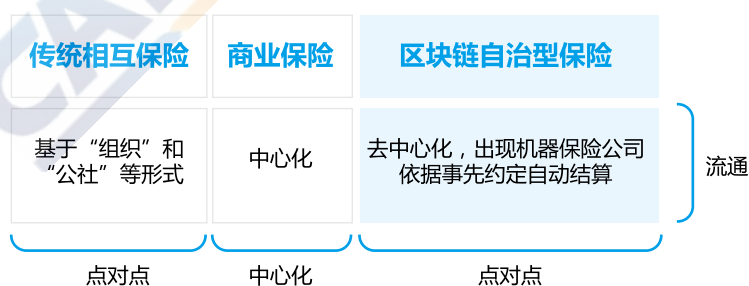 传统相互保险
商业保险
区块链自治型保险
基于“组织”和
“公社”等形式
中心化
去中心化，出现机器保险公司
依据事先约定自动结算
流通
点对点
中心化
点对点